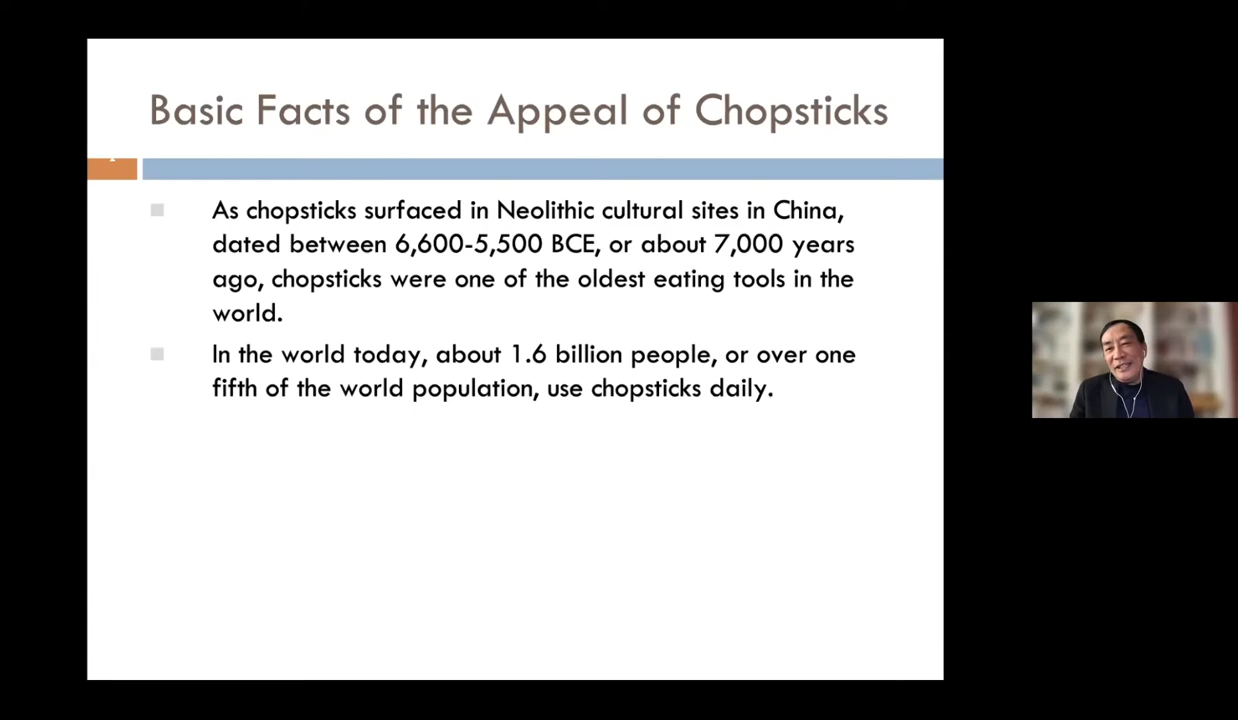 Basic Facts of the Appeal of Chopsticks
As chopsticks surfaced in Neolithic cultural sites in China,
dated between 6,600-5,500 BCE, or about 7,000 years
ago, chopsticks were one of the oldest eating tools in the
world.
In the world today, about 1.6 billion people, or over one
fifth of the world population, use chopsticks daily.